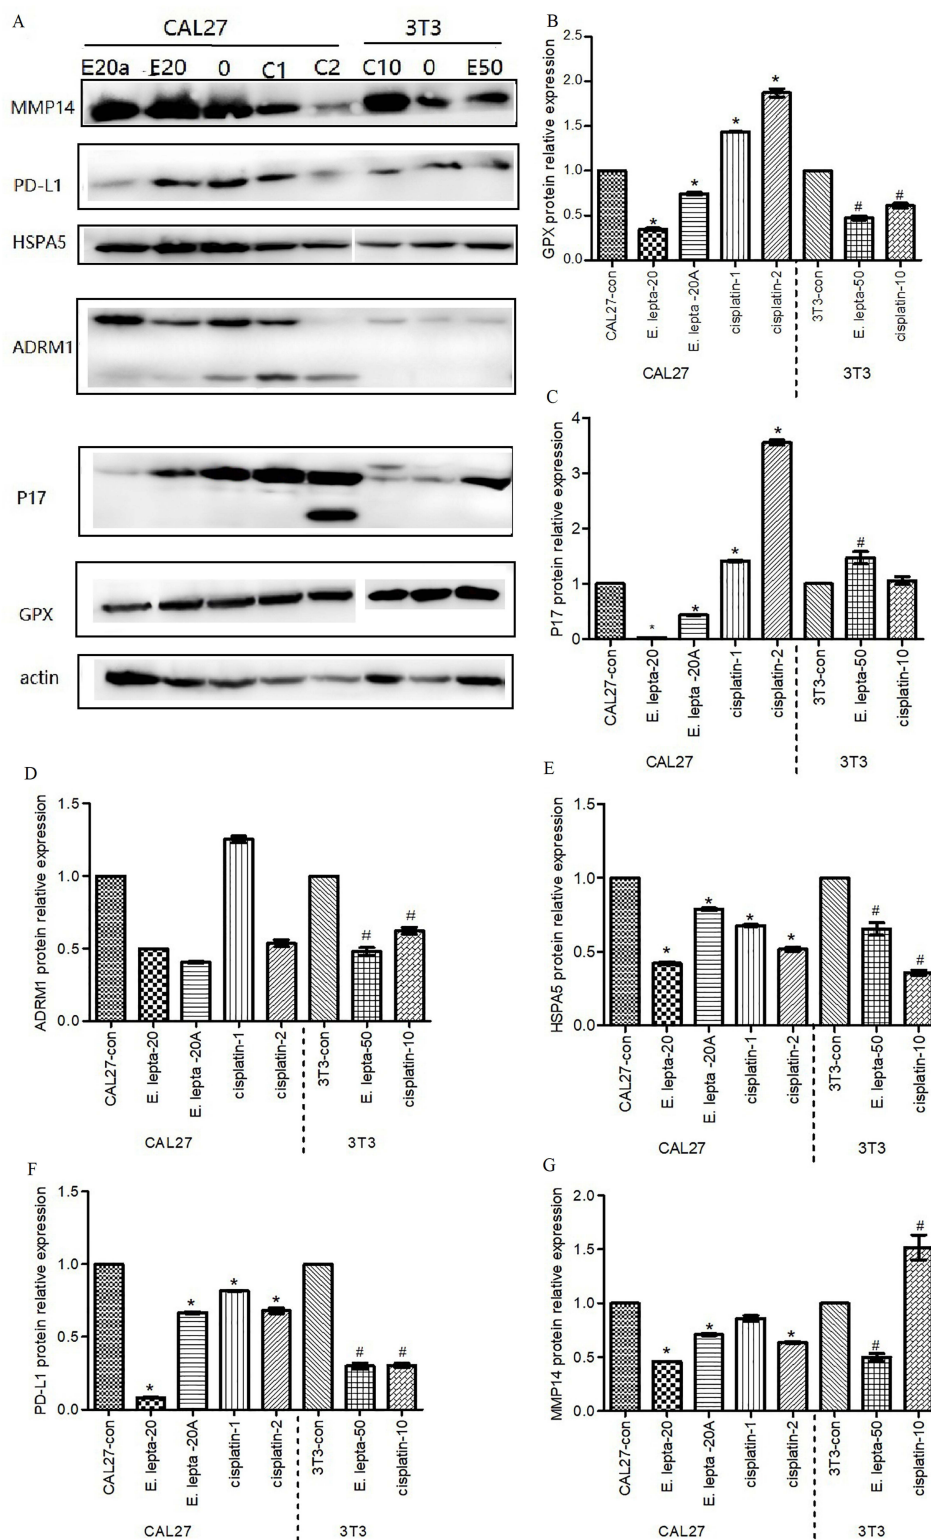 A
CAL27 3T3
E20a E20 0 C1 C2 C10 0 E50
MMP14
PD-L1
HSPA5
ADRM1
P17
GPX
actin
B
GPX protein relative expression
2.5
2.0
1.5
1.0
0.5
0.0
CAL27-con
E. lepta-20
E. lepta -20A
cisplatin-1
cisplatin-2
3T3-con
E. lepta-50
cisplatin-10
* * * * # #
CAL27 3T3
C
P17 protein relative expression
4
3
2
1
0
CAL27-con
E. lepta-20
E. lepta -20A
cisplatin-1
cisplatin-2
3T3-con
E. lepta-50
cisplatin-10
* * * * #
CAL27 3T3
D
ADRM1 protein relative expression
1.5
1.0
0.5
0.0
CAL27-con
E. lepta-20
E. lepta -20A
cisplatin-1
cisplatin-2
3T3-con
E. lepta-50
cisplatin-10
# #
CAL27 3T3
E
HSPA5 protein relative expression
1.5
1.0
0.5
0.0
CAL27-con
E. lepta-20
E. lepta -20A
cisplatin-1
cisplatin-2
3T3-con
E. lepta-50
cisplatin-10
* * * * # #
CAL27 3T3
F
PD-L1 protein relative expression
1.5
1.0
0.5
0.0
CAL27-con
E. lepta-20
E. lepta -20A
cisplatin-1
cisplatin-2
3T3-con
E. lepta-50
cisplatin-10
* * * * # #
CAL27 3T3
G
MMP14 protein relative expression
2.0
1.5
1.0
0.5
0.0
CAL27-con
E. lepta-20
E. lepta -20A
cisplatin-1
cisplatin-2
3T3-con
E. lepta-50
cisplatin-10
* * * # #
CAL27 3T3